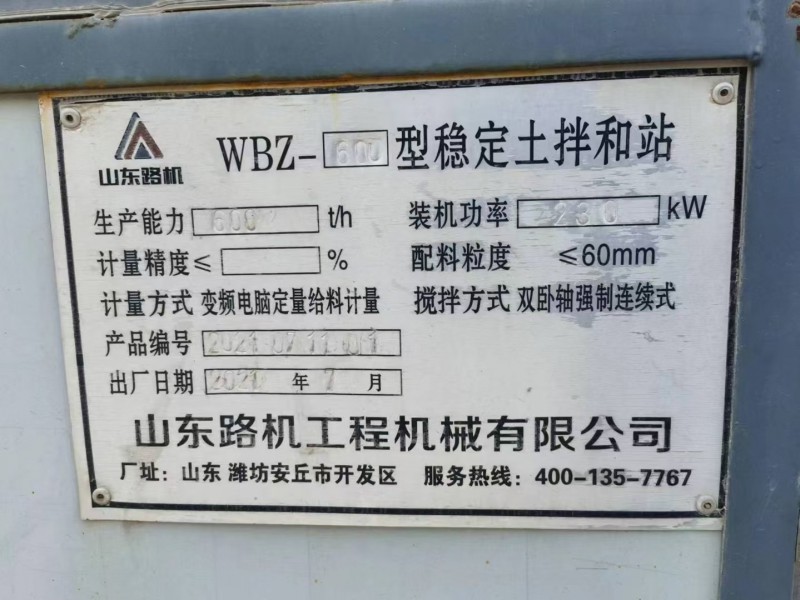 山东路机
WBZ-600型稳定土拌和站
生产能力 600 t/h 装机功率 230 kW
计量精度≤ %
配料粒度 ≤60mm
计量方式 变频电脑定量给料计量 搅拌方式 双卧轴强制连续式
产品编号
出厂日期 年 7 月
山东路机工程机械有限公司
厂址：山东 潍坊安丘市开发区 服务热线：400-135-7767